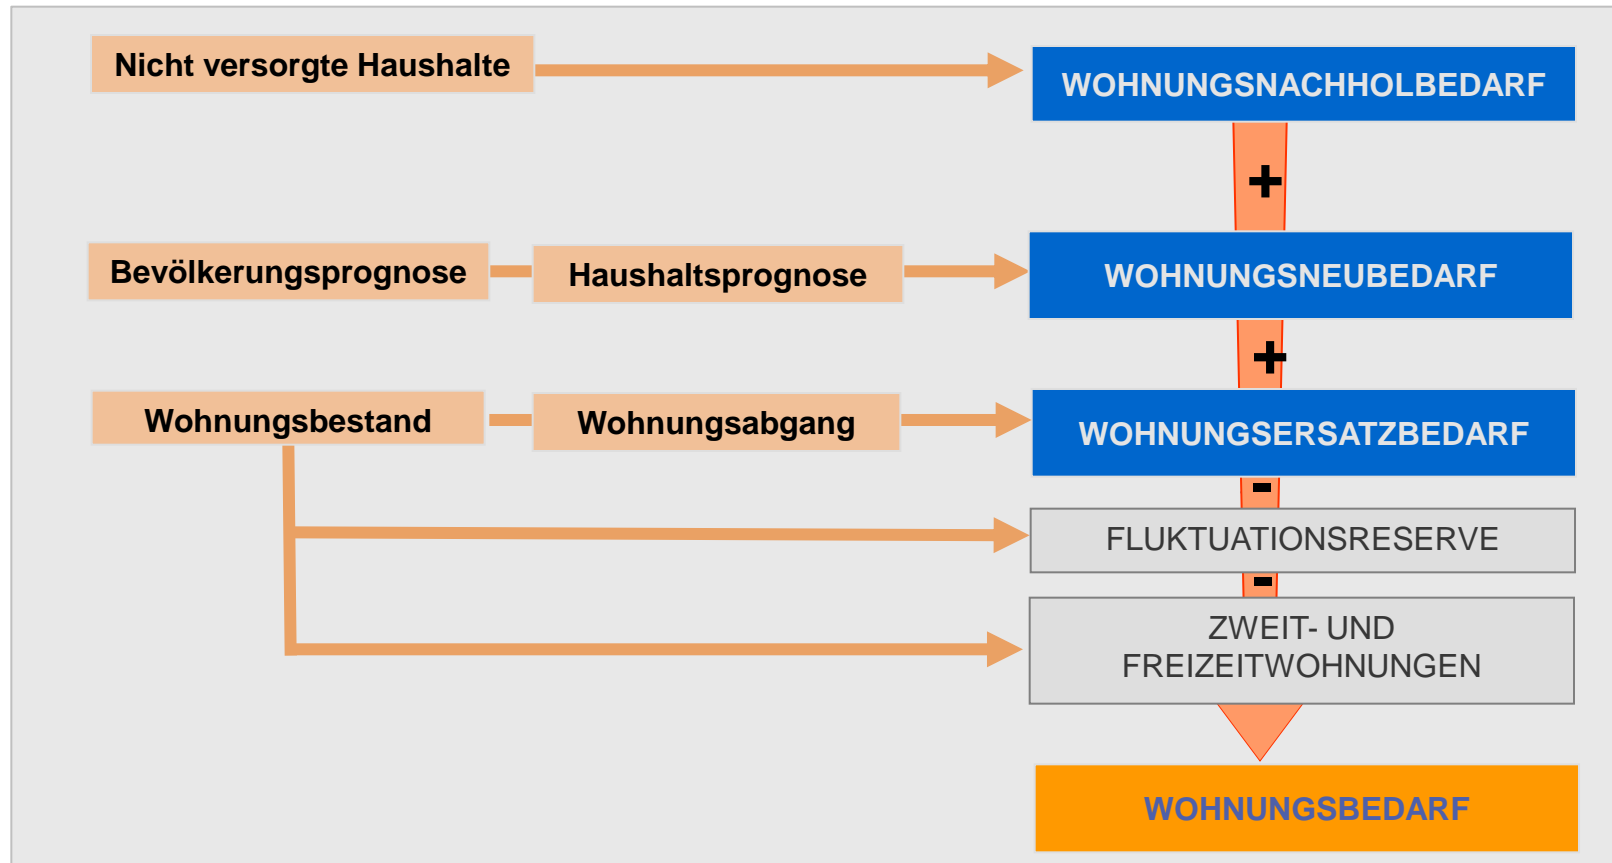 Nicht versorgte Haushalte
WOHNUNGSNACHHOLBEDARF
+
Bevölkerungsprognose
Haushaltsprognose
WOHNUNGSNEUBEDARF
+
Wohnungsbestand
Wohnungsabgang
WOHNUNGSERSATZBEDARF
-
FLUKTUATIONSRESERVE
-
ZWEIT- UND
FREIZEITWOHNUNGEN
WOHNUNGSBEDARF